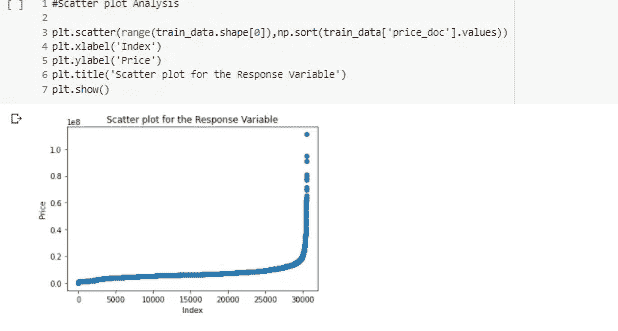 [ ] 1 #Scatter plot Analysis
2
3 plt.scatter(range(train_data.shape[0]),np.sort(train_data['price_doc'].values))
4 plt.xlabel('Index')
5 plt.ylabel('Price')
6 plt.title('Scatter plot for the Response Variable')
7 plt.show()
Scatter plot for the Response Variable
1e8
1.0
0.8
0.6
0.4
0.2
0.0
Price
0 5000 10000 15000 20000 25000 30000
Index